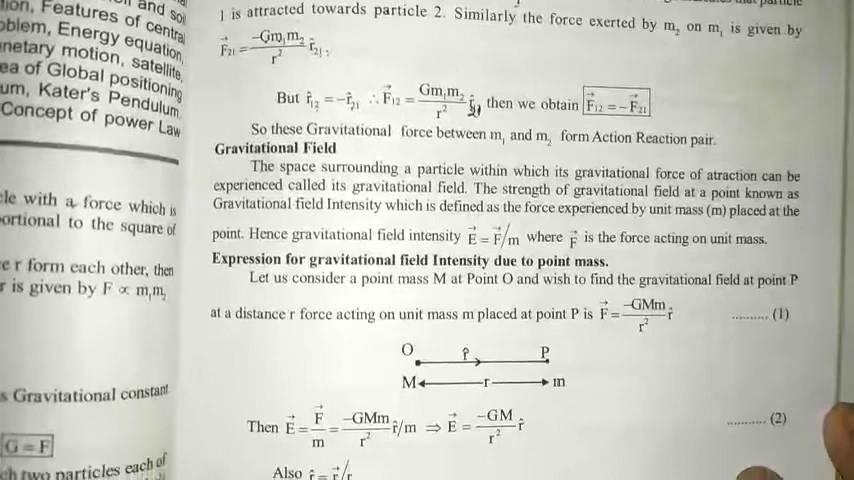 and soil
tion, Features of central
oblem, Energy equation,
netary motion, satellite,
ea of Global positioning
um, Kater's Pendulum
Concept of power Law
cle with a force which is
portional to the square of
e r form each other, then
r is given by F ∝ m₁m₂
s Gravitational constant
G = F
ch two particles each of
particle
1 is attracted towards particle 2. Similarly the force exerted by m₂ on m₁ is given by
F⃗₂₁ = −Gm₁m₂/r² r̂₂₁,
But r̂₁₂ = −r̂₂₁ ∴ F⃗₁₂ = Gm₁m₂/r² then we obtain F⃗₁₂ = −F⃗₂₁
So these Gravitational force between m₁ and m₂ form Action Reaction pair.
Gravitational Field
The space surrounding a particle within which its gravitational force of atraction can be
experienced called its gravitational field. The strength of gravitational field at a point known as
Gravitational field Intensity which is defined as the force experienced by unit mass (m) placed at the
point. Hence gravitational field intensity E⃗ = F⃗/m where F⃗ is the force acting on unit mass.
Expression for gravitational field Intensity due to point mass.
Let us consider a point mass M at Point O and wish to find the gravitational field at point P
at a distance r force acting on unit mass m placed at point P is F⃗ = −GMm/r² r̂ .......... (1)
O r̂ P
M r m
Then E⃗ = F⃗/m = −GMm/r² r̂/m ⇒ E⃗ = −GM/r² r̂ ........... (2)
Also r̂ = r⃗/r